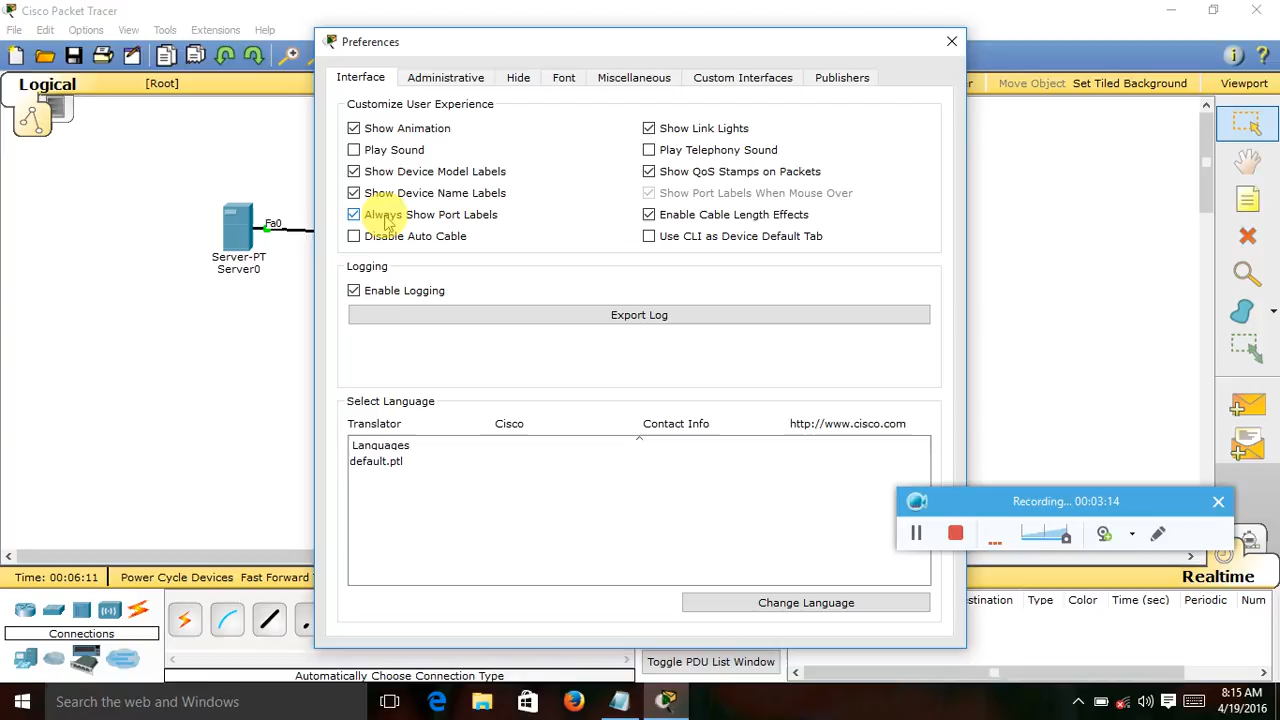 Cisco Packet Tracer
File Edit Options View Tools Extensions Help
Logical [Root] Move Object Set Tiled Background Viewport
Preferences
Interface Administrative Hide Font Miscellaneous Custom Interfaces Publishers
Customize User Experience
Show Animation Show Link Lights
Play Sound Play Telephony Sound
Show Device Model Labels Show QoS Stamps on Packets
Show Device Name Labels Show Port Labels When Mouse Over
Always Show Port Labels Enable Cable Length Effects
Disable Auto Cable Use CLI as Device Default Tab
Fa0
Server-PT
Server0
Logging
Enable Logging
Export Log
Select Language
Translator Cisco Contact Info http://www.cisco.com
Languages
default.ptl
Change Language
Recording... 00:03:14
Time: 00:06:11 Power Cycle Devices Fast Forward
Realtime
Connections
Automatically Choose Connection Type
Toggle PDU List Window
Type Color Time (sec) Periodic Num
Search the web and Windows
8:15 AM
4/19/2016